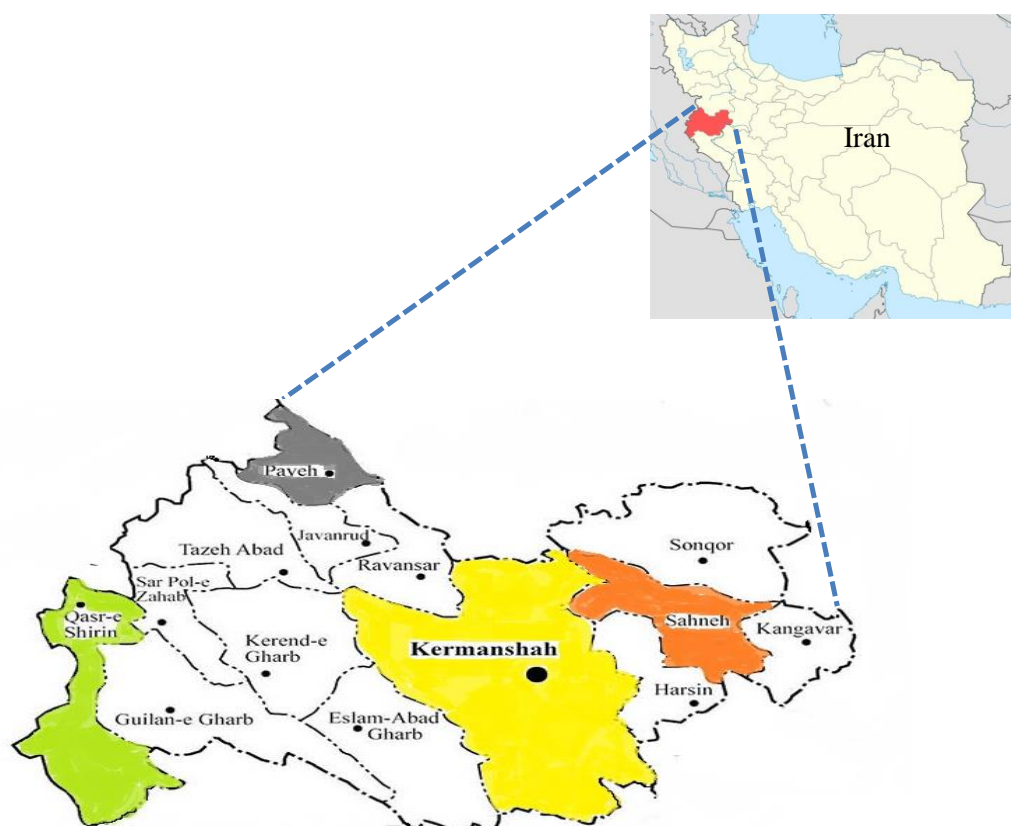 Iran
Paveh
Javanrud
Tazeh Abad
Ravansar
Sonqor
Sar Pol-e
Zahab
Qasr-e
Shirin
Sahneh
Kangavar
Kerend-e
Gharb
Kermanshah
Harsin
Guilan-e Gharb
Eslam-Abad
Gharb